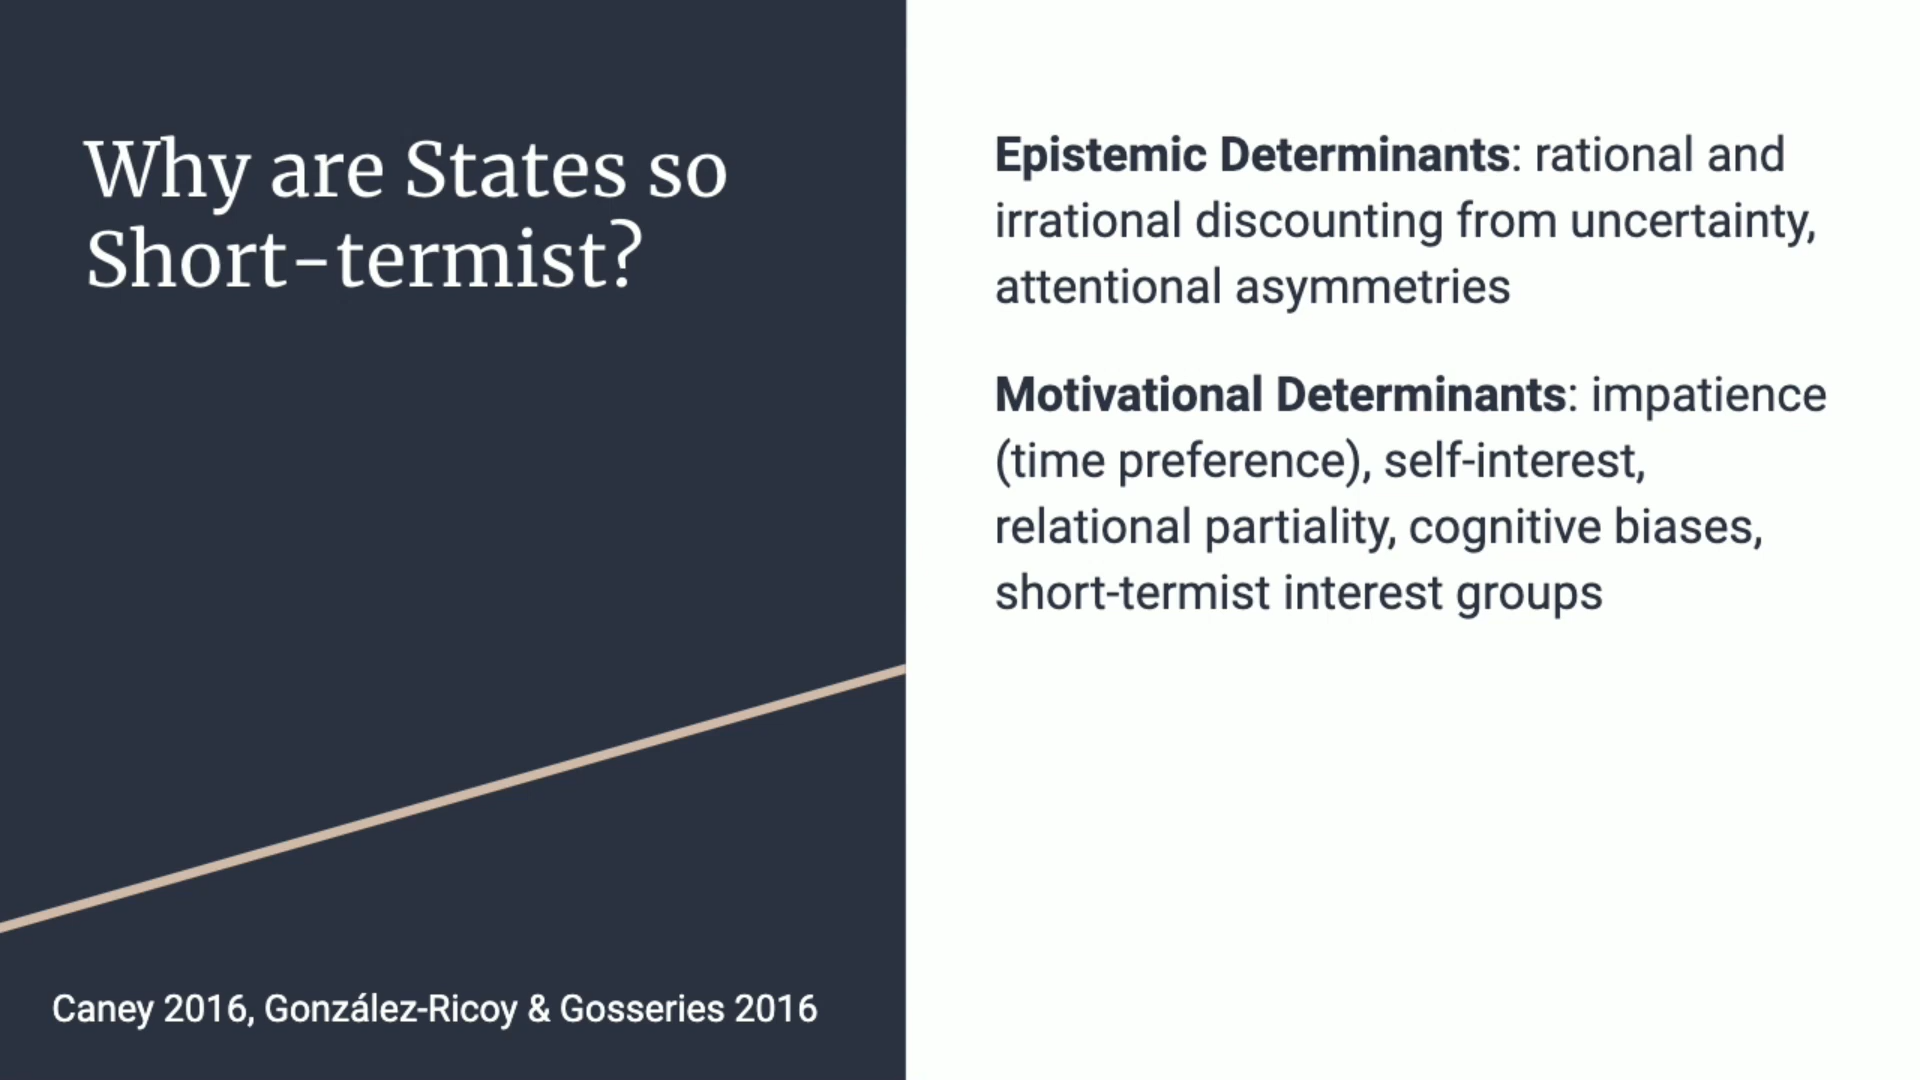 Why are States so
Short-termist?
Epistemic Determinants: rational and
irrational discounting from uncertainty,
attentional asymmetries
Motivational Determinants: impatience
(time preference), self-interest,
relational partiality, cognitive biases,
short-termist interest groups
Caney 2016, González-Ricoy & Gosseries 2016